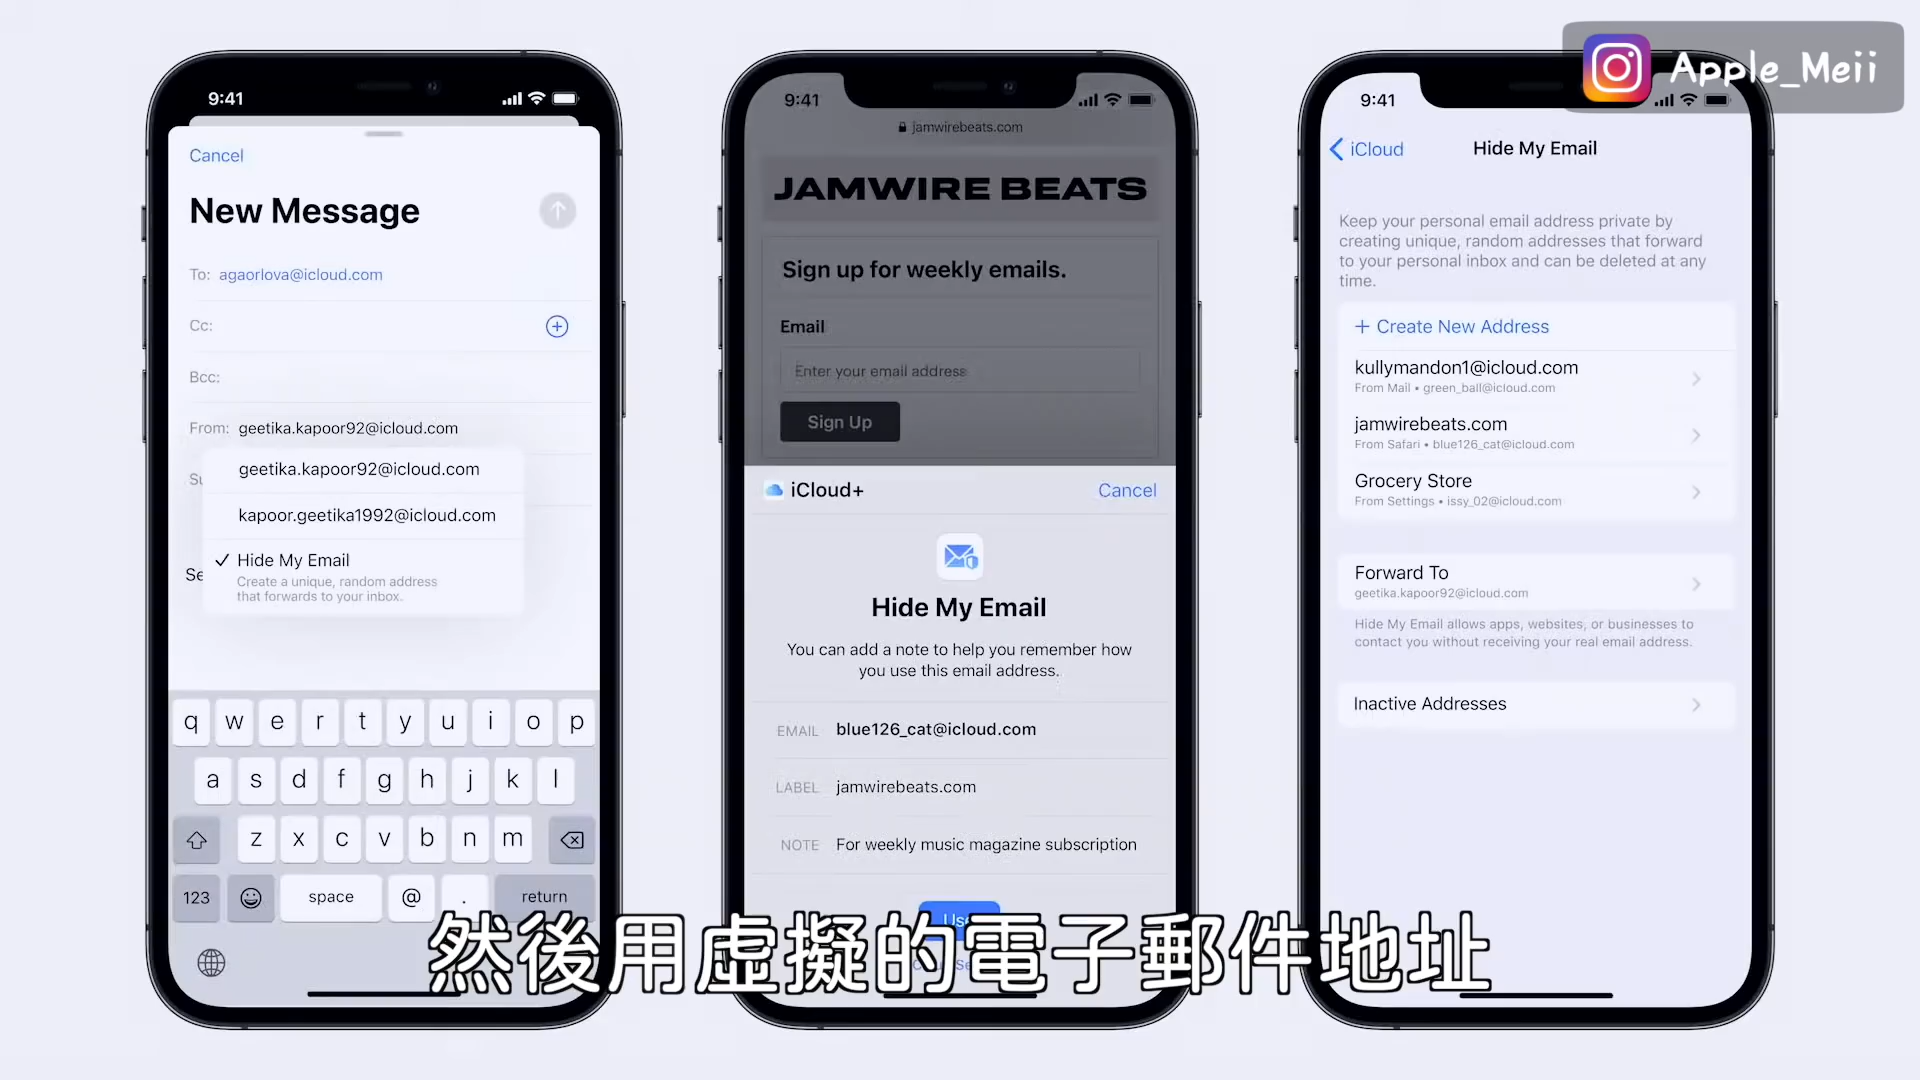 Apple_Meii
9:41
Cancel
New Message
To: agaorlova@icloud.com
Cc:
Bcc:
From: geetika.kapoor92@icloud.com
geetika.kapoor92@icloud.com
Su
kapoor.geetika1992@icloud.com
Se
✓ Hide My Email
Create a unique, random address
that forwards to your inbox.
q w e r t y u i o p
a s d f g h j k l
z x c v b n m
123 space @ . return
9:41
jamwirebeats.com
JAMWIRE BEATS
Sign up for weekly emails.
Email
Enter your email address
Sign Up
iCloud+ Cancel
Hide My Email
You can add a note to help you remember how
you use this email address.
EMAIL blue126_cat@icloud.com
LABEL jamwirebeats.com
NOTE For weekly music magazine subscription
9:41
iCloud Hide My Email
Keep your personal email address private by
creating unique, random addresses that forward
to your personal inbox and can be deleted at any
time.
+ Create New Address
kullymandon1@icloud.com
From Mail • green_ball@icloud.com
jamwirebeats.com
From Safari • blue126_cat@icloud.com
Grocery Store
From Settings • issy_02@icloud.com
Forward To
geetika.kapoor92@icloud.com
Hide My Email allows apps, websites, or businesses to
contact you without receiving your real email address.
Inactive Addresses
然後用虛擬的電子郵件地址